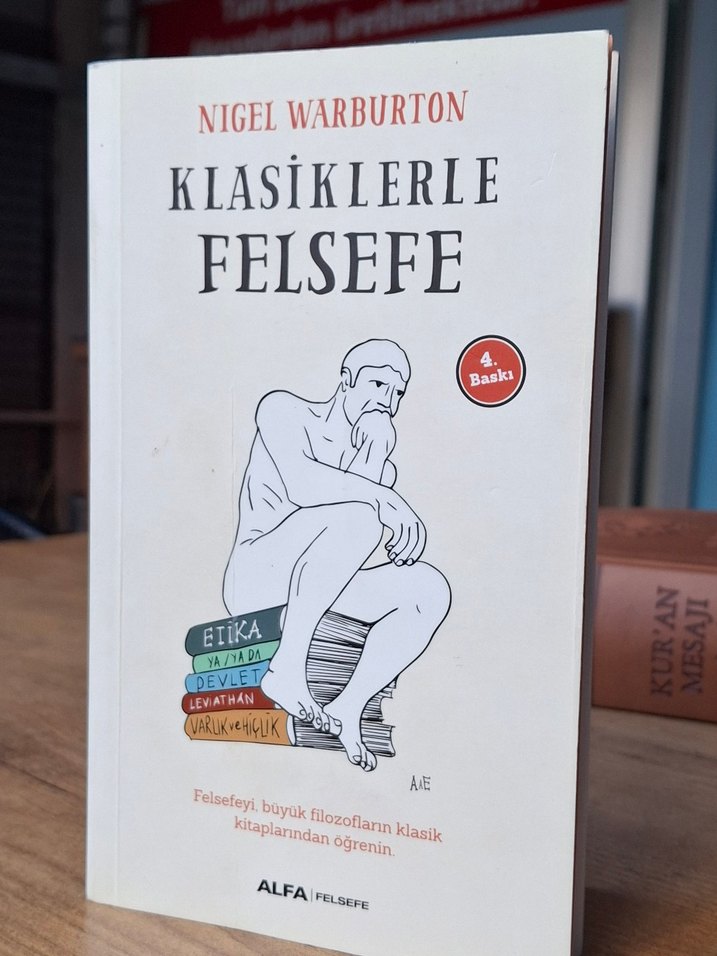 NIGEL WARBURTON
KLASİKLERLE
FELSEFE
4.
Baskı
ETİKA
YA/YA DA
DEVLET
LEVIATHAN
VARLIK ve HİÇLİK
AAE
Felsefeyi, büyük filozofların klasik
kitaplarından öğrenin.
ALFA | FELSEFE
KUR'AN
MESAJI